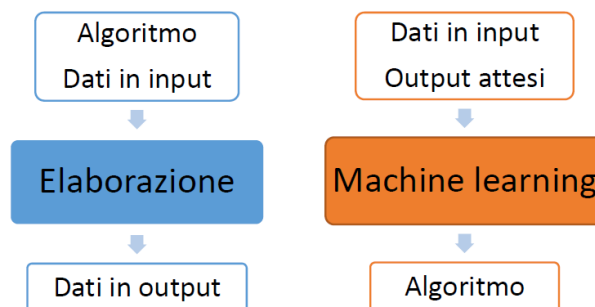 Algoritmo
Dati in input
Elaborazione
Dati in output
Dati in input
Output attesi
Machine learning
Algoritmo